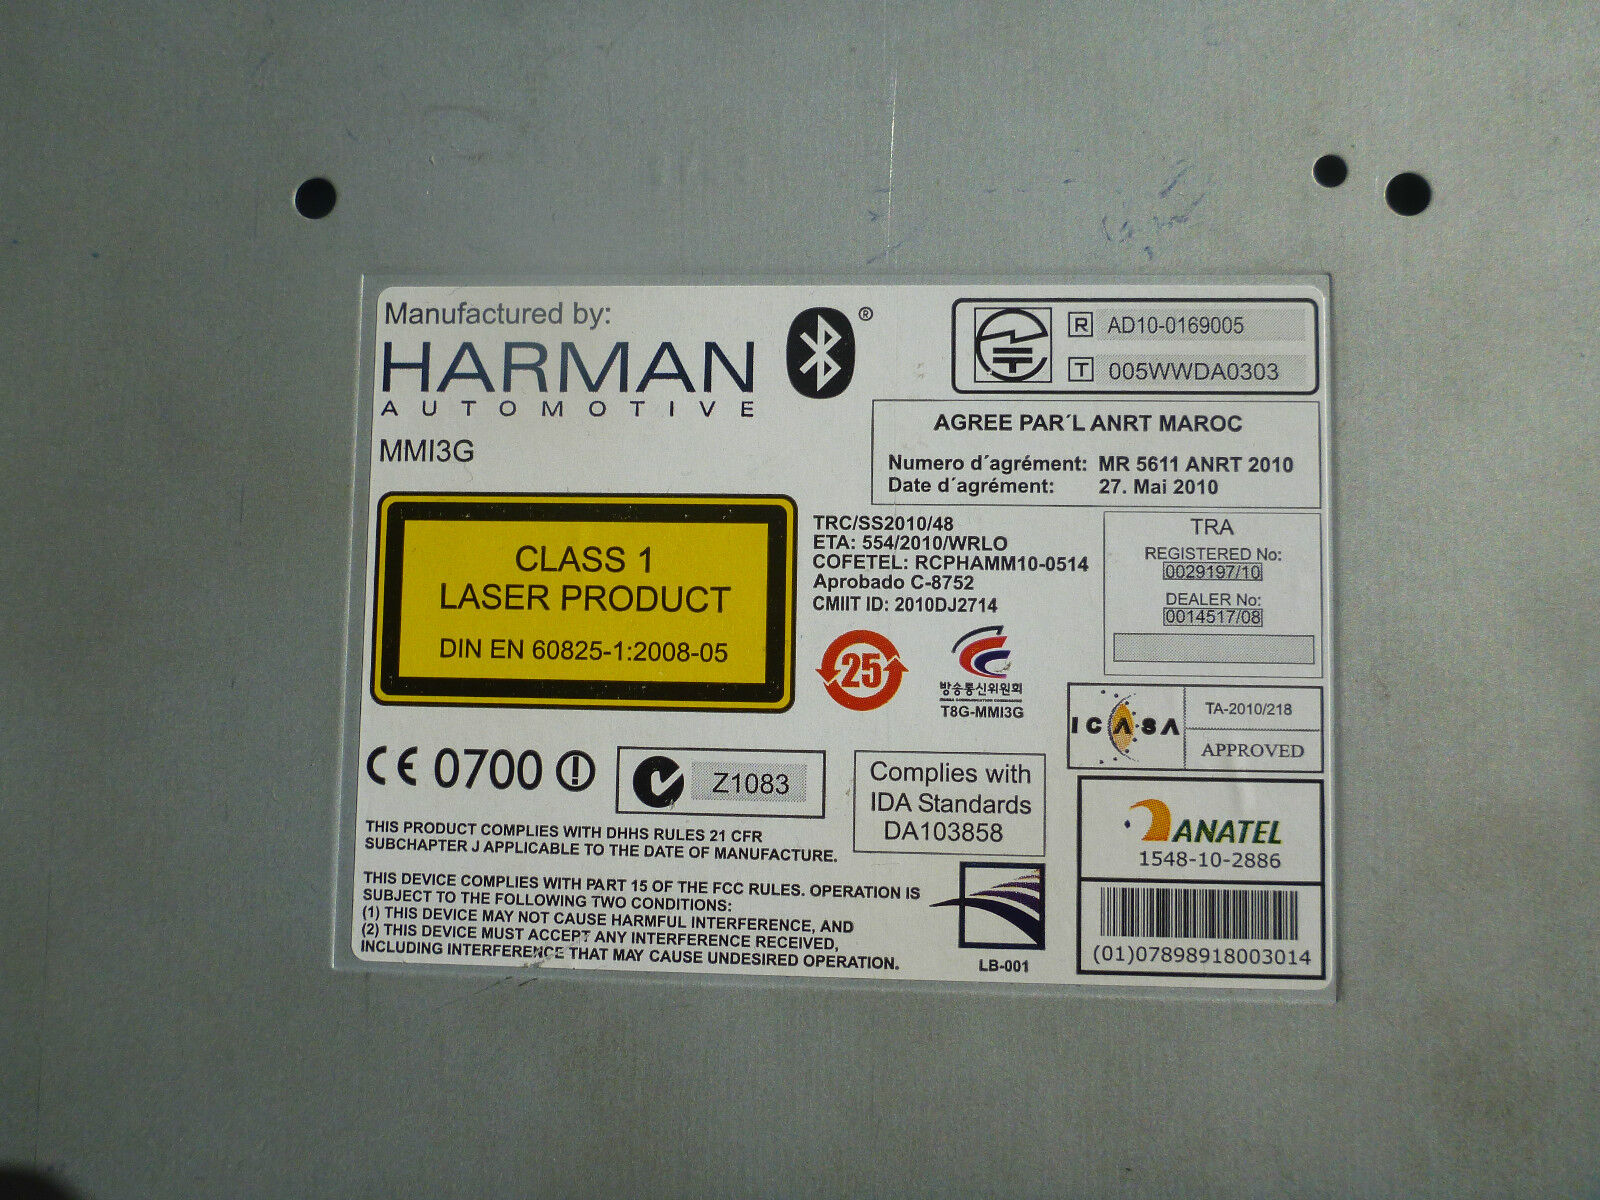 Manufactured by:
HARMAN
AUTOMOTIVE
MMI3G
®
R AD10-0169005
T 005WWDA0303
AGREE PAR´L ANRT MAROC
Numero d´agrément: MR 5611 ANRT 2010
Date d´agrément: 27. Mai 2010
CLASS 1
LASER PRODUCT
DIN EN 60825-1:2008-05
TRC/SS2010/48
ETA: 554/2010/WRLO
COFETEL: RCPHAMM10-0514
Aprobado C-8752
CMIIT ID: 2010DJ2714
TRA
REGISTERED No:
0029197/10
DEALER No:
0014517/08
25
방송통신위원회
T8G-MMI3G
ICASA
TA-2010/218
APPROVED
CE 0700
Z1083
Complies with
IDA Standards
DA103858
ANATEL
1548-10-2886
(01)07898918003014
THIS PRODUCT COMPLIES WITH DHHS RULES 21 CFR
SUBCHAPTER J APPLICABLE TO THE DATE OF MANUFACTURE.
THIS DEVICE COMPLIES WITH PART 15 OF THE FCC RULES. OPERATION IS
SUBJECT TO THE FOLLOWING TWO CONDITIONS:
(1) THIS DEVICE MAY NOT CAUSE HARMFUL INTERFERENCE, AND
(2) THIS DEVICE MUST ACCEPT ANY INTERFERENCE RECEIVED,
INCLUDING INTERFERENCE THAT MAY CAUSE UNDESIRED OPERATION.
LB-001